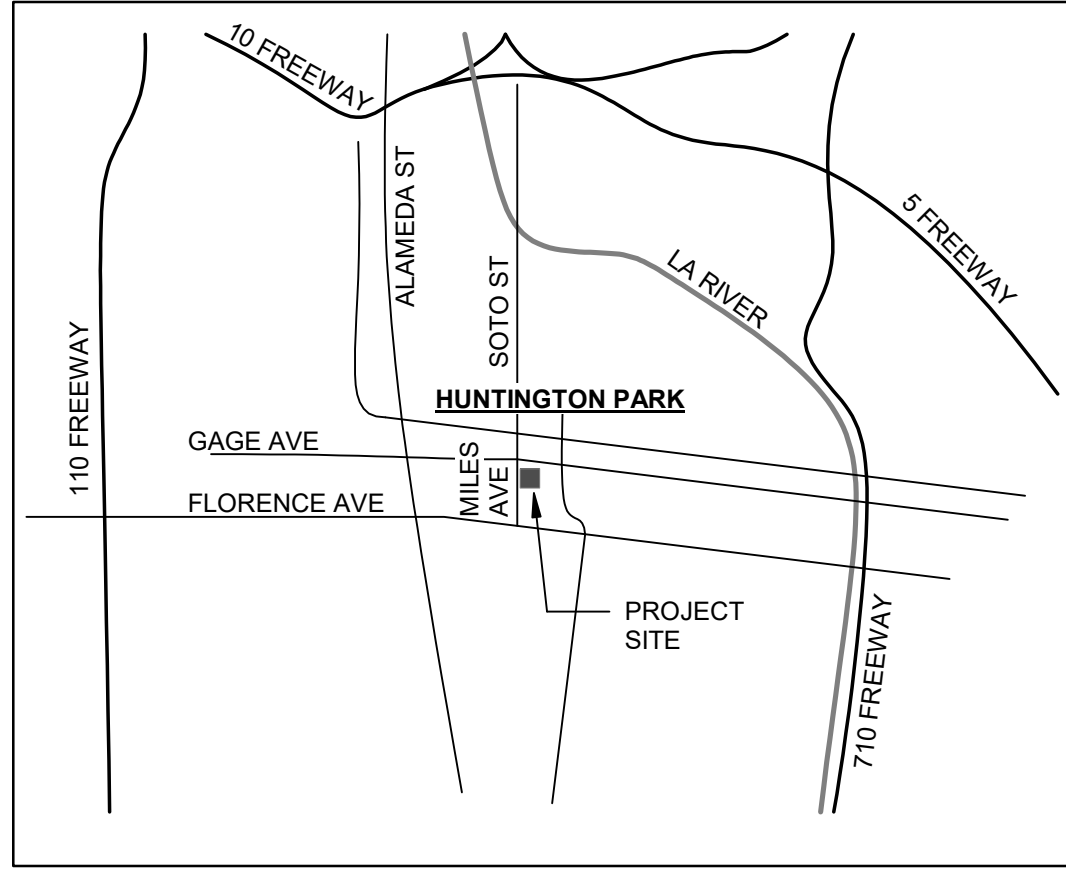 10 FREEWAY
ALAMEDA ST
SOTO ST
5 FREEWAY
LA RIVER
110 FREEWAY
HUNTINGTON PARK
GAGE AVE
MILES
AVE
FLORENCE AVE
PROJECT
SITE
710 FREEWAY